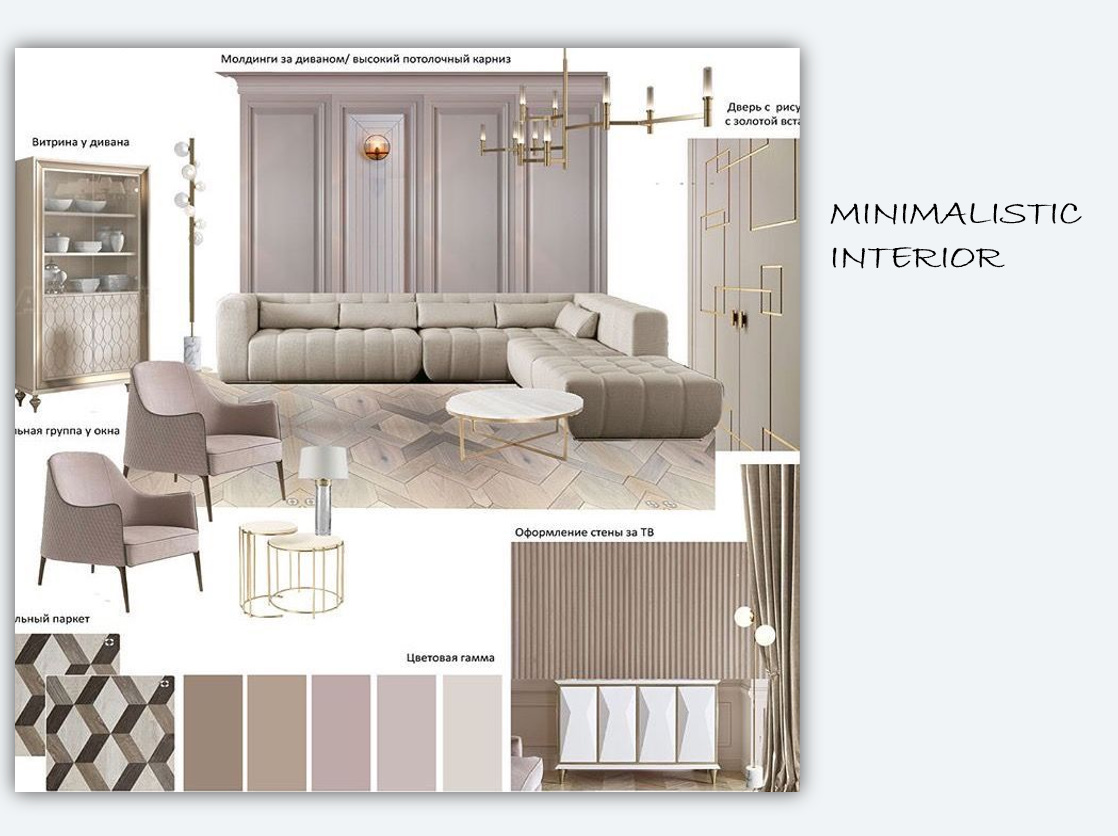 Молдинги за диваном/ высокий потолочный карниз
Дверь с рису
с золотой вста
Витрина у дивана
MINIMALISTIC
INTERIOR
льная группа у окна
Оформление стены за ТВ
льный паркет
Цветовая гамма